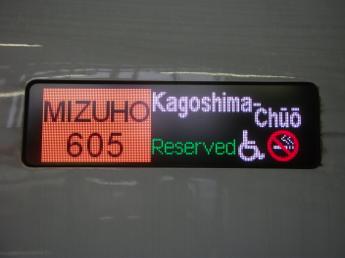 MIZUHO
605
Kagoshima-
Chūō
Reserved